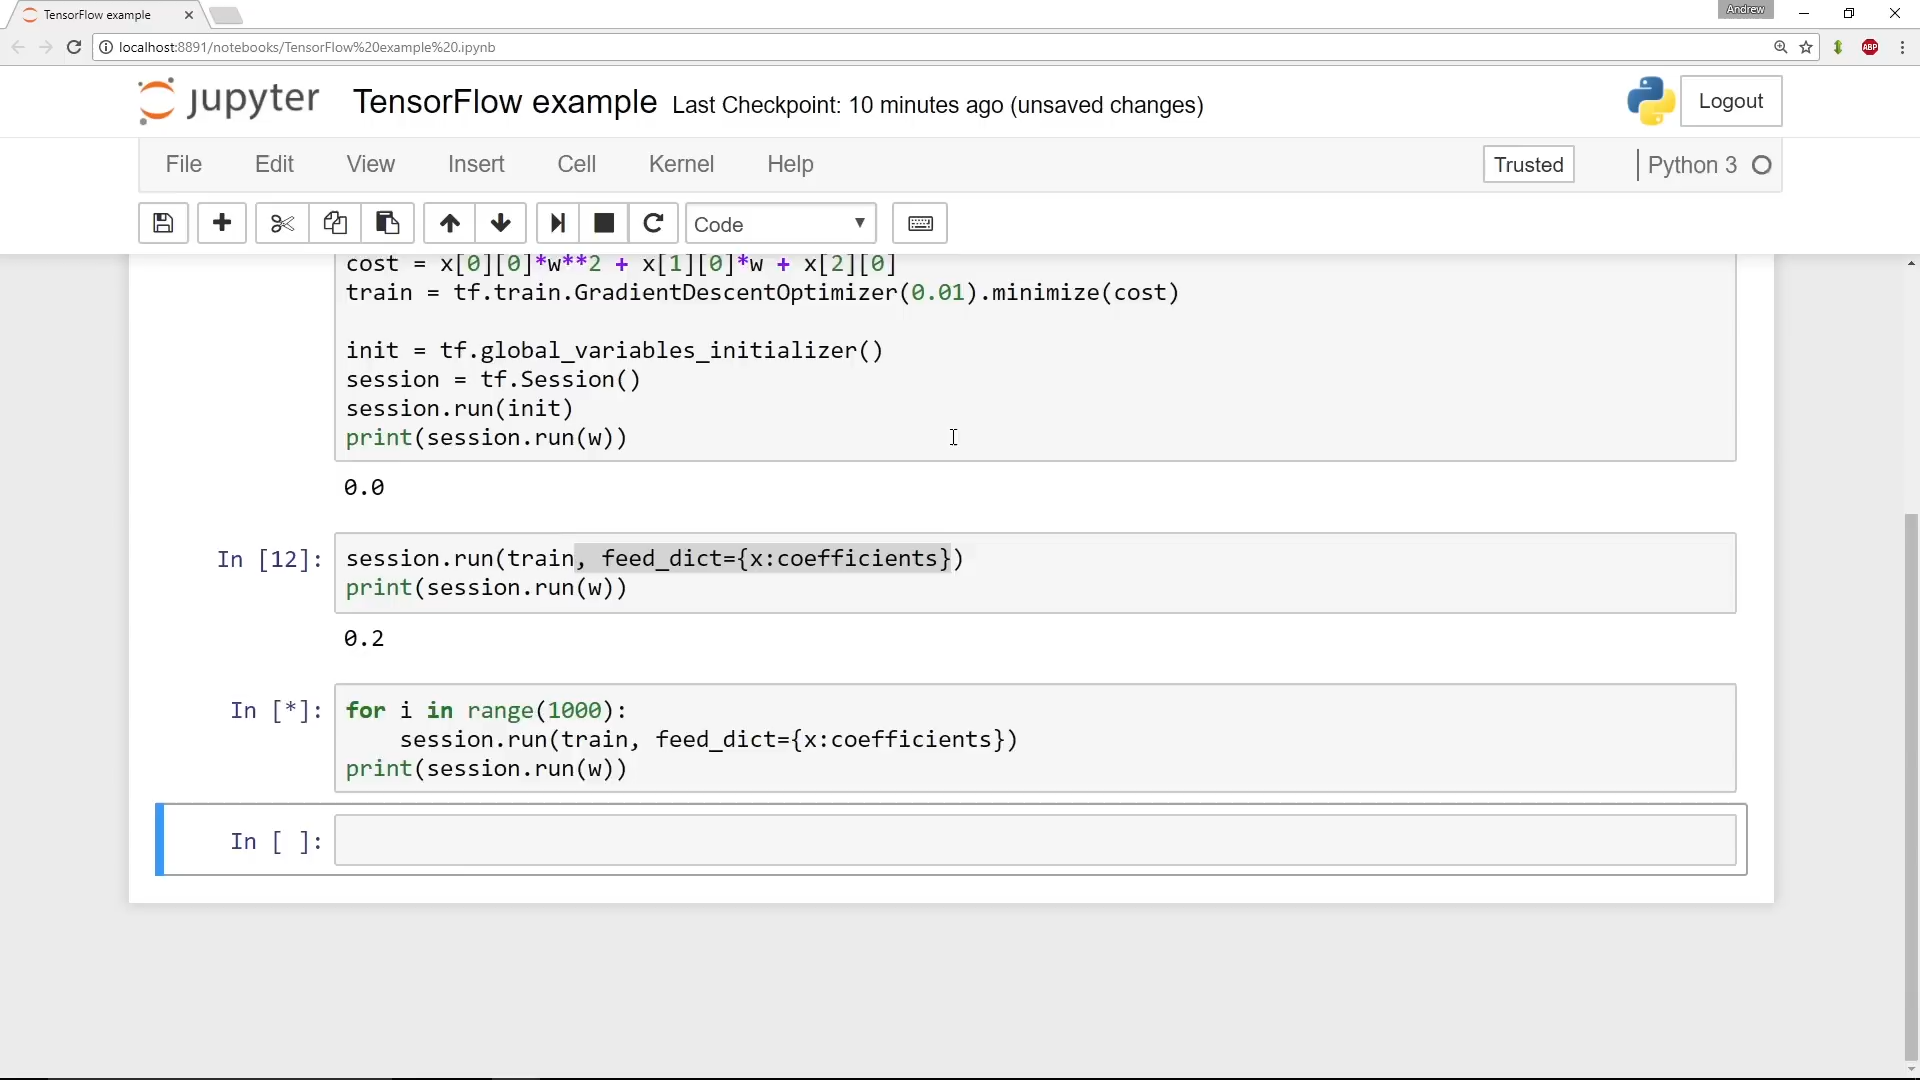 TensorFlow example
Andrew
localhost:8891/notebooks/TensorFlow%20example%20.ipynb
ABP
jupyter TensorFlow example Last Checkpoint: 10 minutes ago (unsaved changes)
Logout
File Edit View Insert Cell Kernel Help
Trusted
Python 3
Code
cost = x[0][0]*w**2 + x[1][0]*w + x[2][0]
train = tf.train.GradientDescentOptimizer(0.01).minimize(cost)
init = tf.global_variables_initializer()
session = tf.Session()
session.run(init)
print(session.run(w))
0.0
In [12]: session.run(train, feed_dict={x:coefficients})
print(session.run(w))
0.2
In [*]: for i in range(1000):
session.run(train, feed_dict={x:coefficients})
print(session.run(w))
In [ ]: